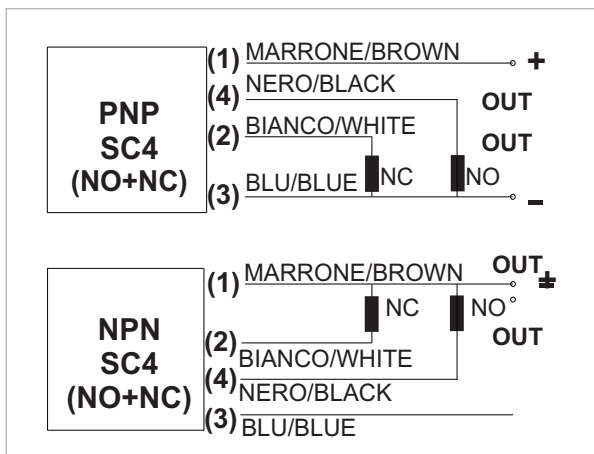 (1) MARRONE/BROWN +
(4) NERO/BLACK OUT
PNP
SC4
(NO+NC)
(2) BIANCO/WHITE OUT
NC NO
(3) BLU/BLUE -
(1) MARRONE/BROWN OUT +
NC NO
OUT
NPN
SC4
(NO+NC)
(2) BIANCO/WHITE
(4) NERO/BLACK
(3) BLU/BLUE